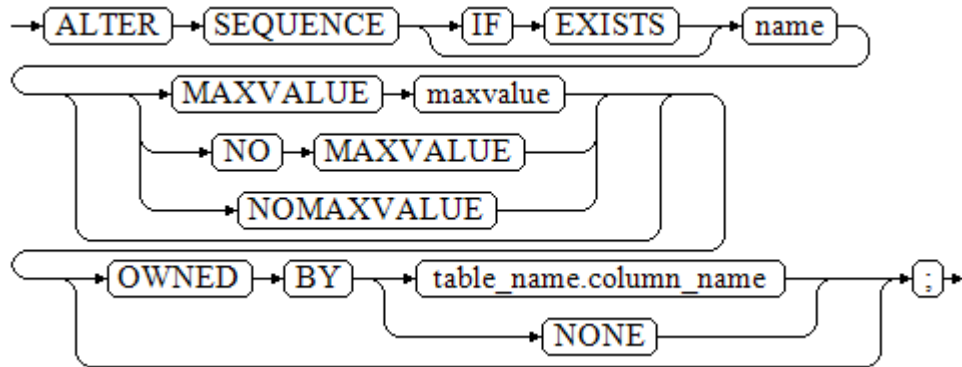 ALTER SEQUENCE IF EXISTS name
MAXVALUE maxvalue
NO MAXVALUE
NOMAXVALUE
OWNED BY table_name.column_name ;
NONE